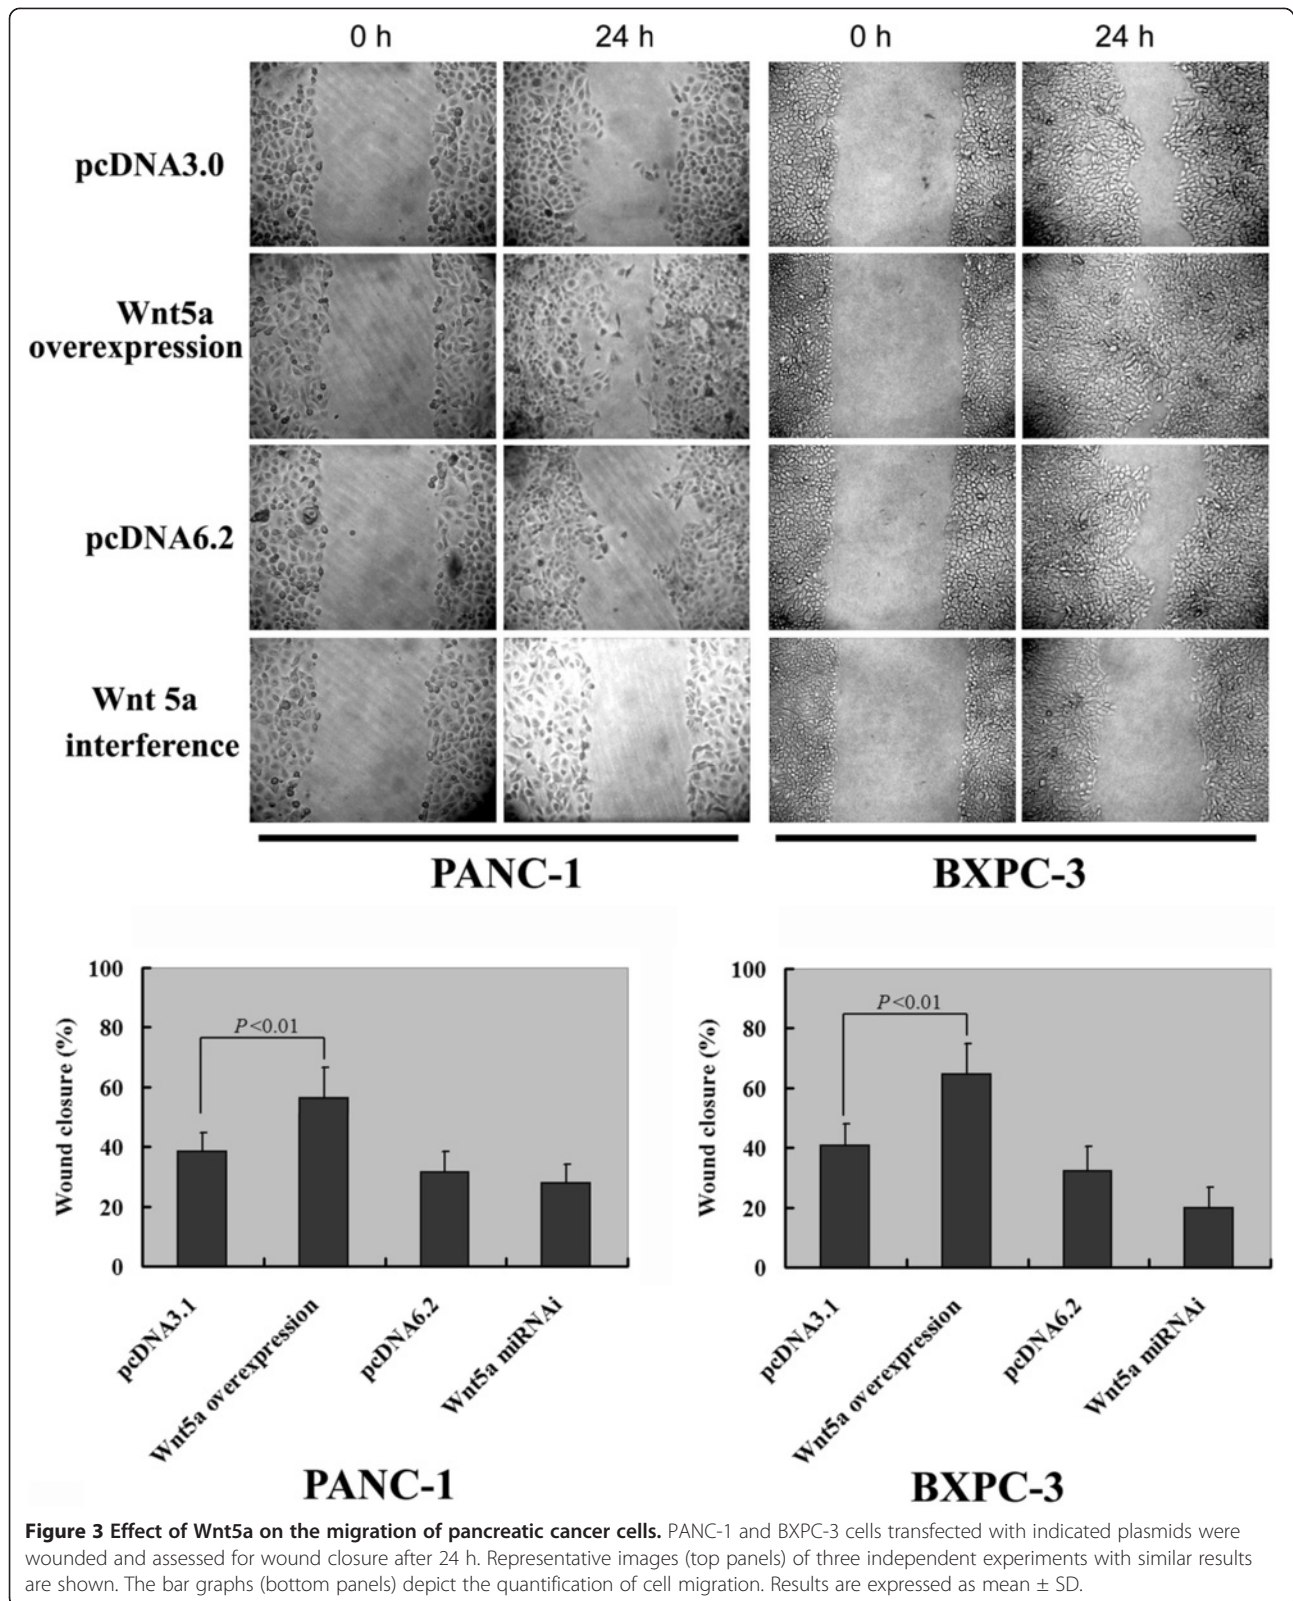 0 h 24 h 0 h 24 h
pcDNA3.0
Wnt5a
overexpression
pcDNA6.2
Wnt 5a
interference
PANC-1 BXPC-3
100
80
60
40
20
0
Wound closure (%)
P<0.01
pcDNA3.1
Wnt5a overexpression
pcDNA6.2
Wnt5a miRNAi
PANC-1
100
80
60
40
20
0
Wound closure (%)
P<0.01
pcDNA3.1
Wnt5a overexpression
pcDNA6.2
Wnt5a miRNAi
BXPC-3
Figure 3 Effect of Wnt5a on the migration of pancreatic cancer cells. PANC-1 and BXPC-3 cells transfected with indicated plasmids were
wounded and assessed for wound closure after 24 h. Representative images (top panels) of three independent experiments with similar results
are shown. The bar graphs (bottom panels) depict the quantification of cell migration. Results are expressed as mean ± SD.